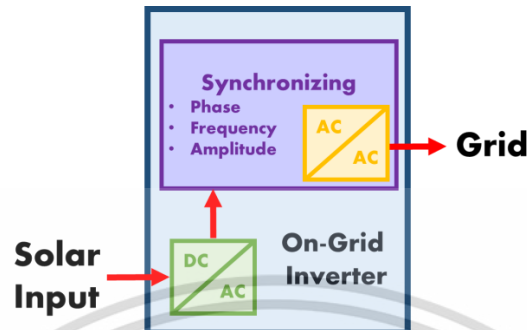 Synchronizing
• Phase
• Frequency
• Amplitude
AC
AC
Grid
Solar
Input
DC
AC
On-Grid
Inverter